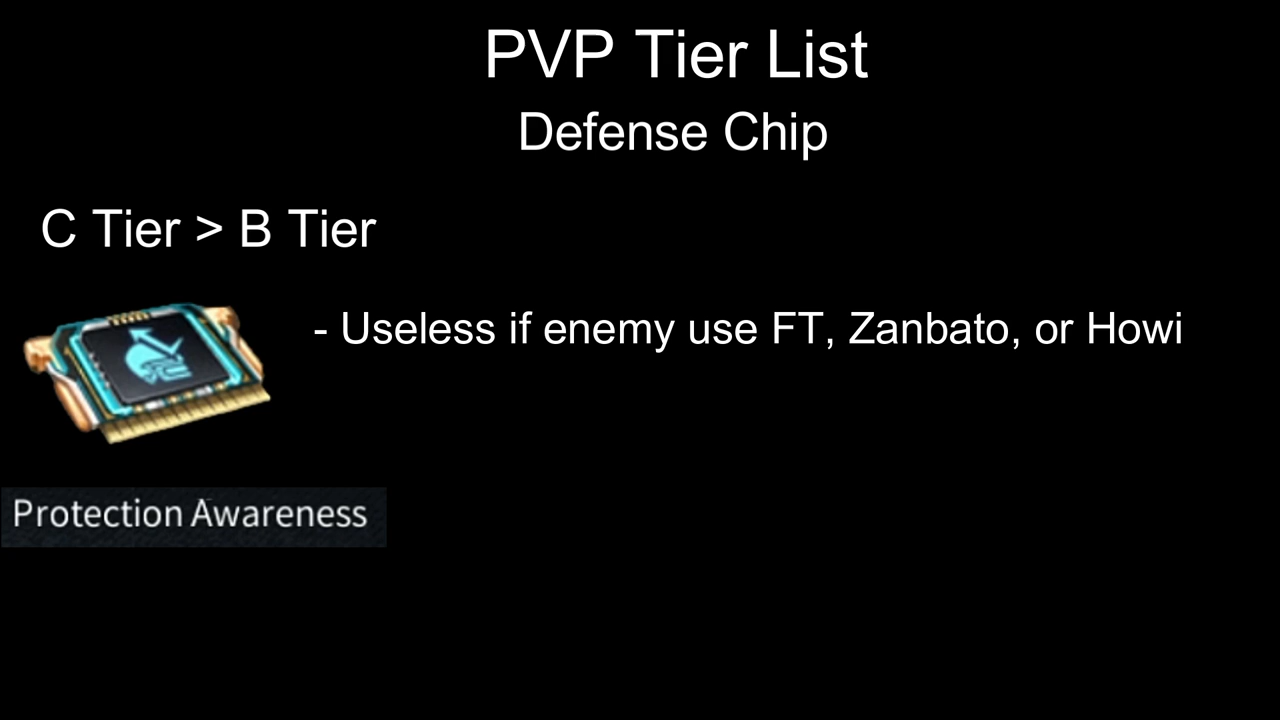 PVP Tier List
Defense Chip
C Tier > B Tier
- Useless if enemy use FT, Zanbato, or Howi
Protection Awareness